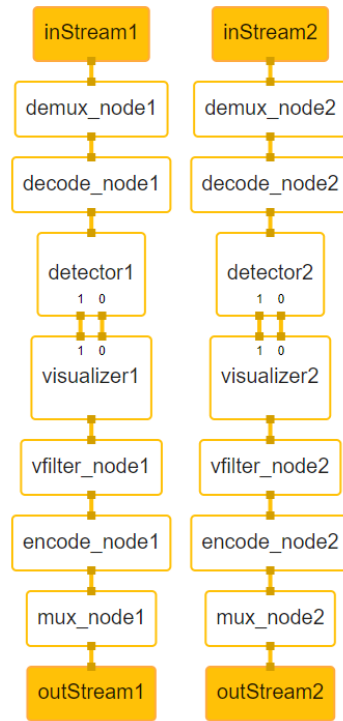 inStream1
demux_node1
decode_node1
detector1
1 0
1 0
visualizer1
vfilter_node1
encode_node1
mux_node1
outStream1
inStream2
demux_node2
decode_node2
detector2
1 0
1 0
visualizer2
vfilter_node2
encode_node2
mux_node2
outStream2